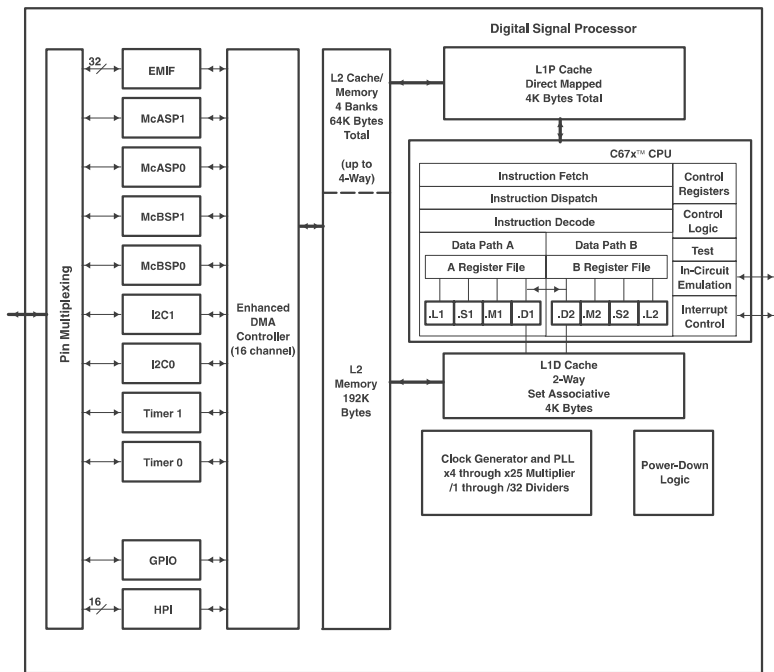 Digital Signal Processor
32
EMIF
McASP1
McASP0
McBSP1
McBSP0
I2C1
I2C0
Timer 1
Timer 0
GPIO
16
HPI
Pin Multiplexing
Enhanced
DMA
Controller
(16 channel)
L2 Cache/
Memory
4 Banks
64K Bytes
Total
(up to
4-Way)
L2
Memory
192K
Bytes
L1P Cache
Direct Mapped
4K Bytes Total
C67x™ CPU
Instruction Fetch
Instruction Dispatch
Instruction Decode
Data Path A
Data Path B
A Register File
B Register File
.L1
.S1
.M1
.D1
.D2
.M2
.S2
.L2
Control
Registers
Control
Logic
Test
In-Circuit
Emulation
Interrupt
Control
L1D Cache
2-Way
Set Associative
4K Bytes
Clock Generator and PLL
x4 through x25 Multiplier
/1 through /32 Dividers
Power-Down
Logic